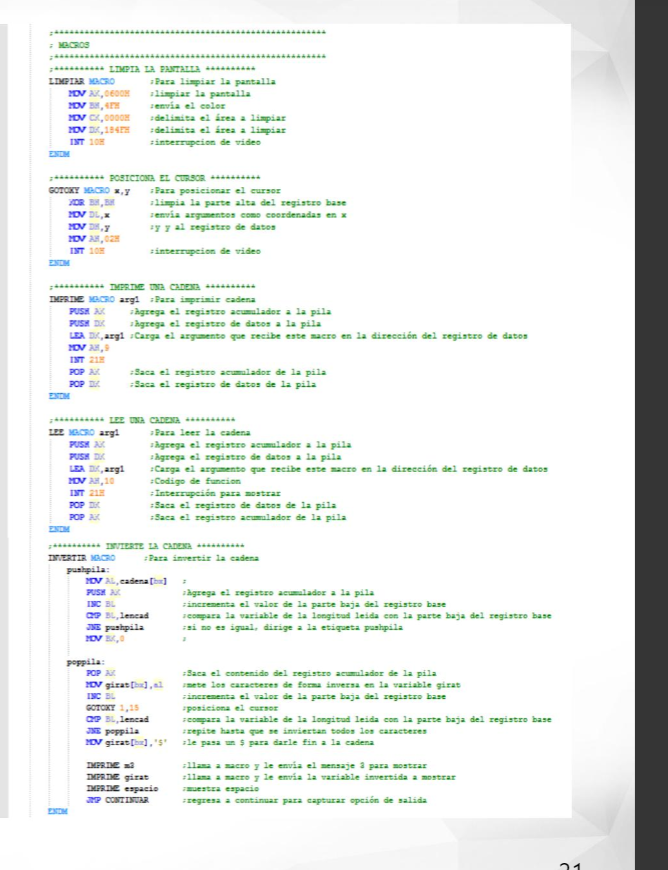 ;****************************************************
; MACROS
;****************************************************
;********** LIMPIA LA PANTALLA **********
LIMPIAR MACRO ;Para limpiar la pantalla
MOV AX,0600H ;limpiar la pantalla
MOV BH,4FH ;envia el color
MOV CX,0000H ;delimita el área a limpiar
MOV DX,184FH ;delimita el área a limpiar
INT 10H ;interrupcion de video
ENDM
;********** POSICIONA EL CURSOR **********
GOTOXY MACRO x,y ;Para posicionar el cursor
XOR BH,BH ;limpia la parte alta del registro base
MOV DL,x ;envia argumentos como coordenadas en x
MOV DH,y ;y y al registro de datos
MOV AH,02H
INT 10H ;interrupcion de video
ENDM
;********** IMPRIME UNA CADENA **********
IMPRIME MACRO arg1 ;Para imprimir cadena
PUSH AX ;Agrega el registro acumulador a la pila
PUSH DX ;Agrega el registro de datos a la pila
LEA DX,arg1 ;Carga el argumento que recibe este macro en la dirección del registro de datos
MOV AH,9
INT 21H
POP AX ;Saca el registro acumulador de la pila
POP DX ;Saca el registro de datos de la pila
ENDM
;********** LEE UNA CADENA **********
LEE MACRO arg1 ;Para leer la cadena
PUSH AX ;Agrega el registro acumulador a la pila
PUSH DX ;Agrega el registro de datos a la pila
LEA DX,arg1 ;Carga el argumento que recibe este macro en la dirección del registro de datos
MOV AH,10 ;Codigo de funcion
INT 21H ;Interrupción para mostrar
POP DX ;Saca el registro de datos de la pila
POP AX ;Saca el registro acumulador de la pila
ENDM
;********** INVIERTE LA CADENA **********
INVERTIR MACRO ;Para invertir la cadena
pushpila:
MOV AL,cadena[bx] ;
PUSH AX ;Agrega el registro acumulador a la pila
INC BL ;incrementa el valor de la parte baja del registro base
CMP BL,lencad ;compara la variable de la longitud leida con la parte baja del registro base
JNE pushpila ;si no es igual, dirige a la etiqueta pushpila
MOV BX,0 ;
poppila:
POP AX ;Saca el contenido del registro acumulador de la pila
MOV girat[bx],al ;mete los caracteres de forma inversa en la variable girat
INC BL ;incrementa el valor de la parte baja del registro base
GOTOXY 1,15 ;posiciona el cursor
CMP BL,lencad ;compara la variable de la longitud leida con la parte baja del registro base
JNE poppila ;repite hasta que se inviertan todos los caracteres
MOV girat[bx],'$' ;le pasa un $ para darle fin a la cadena
IMPRIME m3 ;llama a macro y le envia el mensaje 3 para mostrar
IMPRIME girat ;llama a macro y le envia la variable invertida a mostrar
IMPRIME espacio ;muestra espacio
JMP CONTINUAR ;regresa a continuar para capturar opción de salida
ENDM